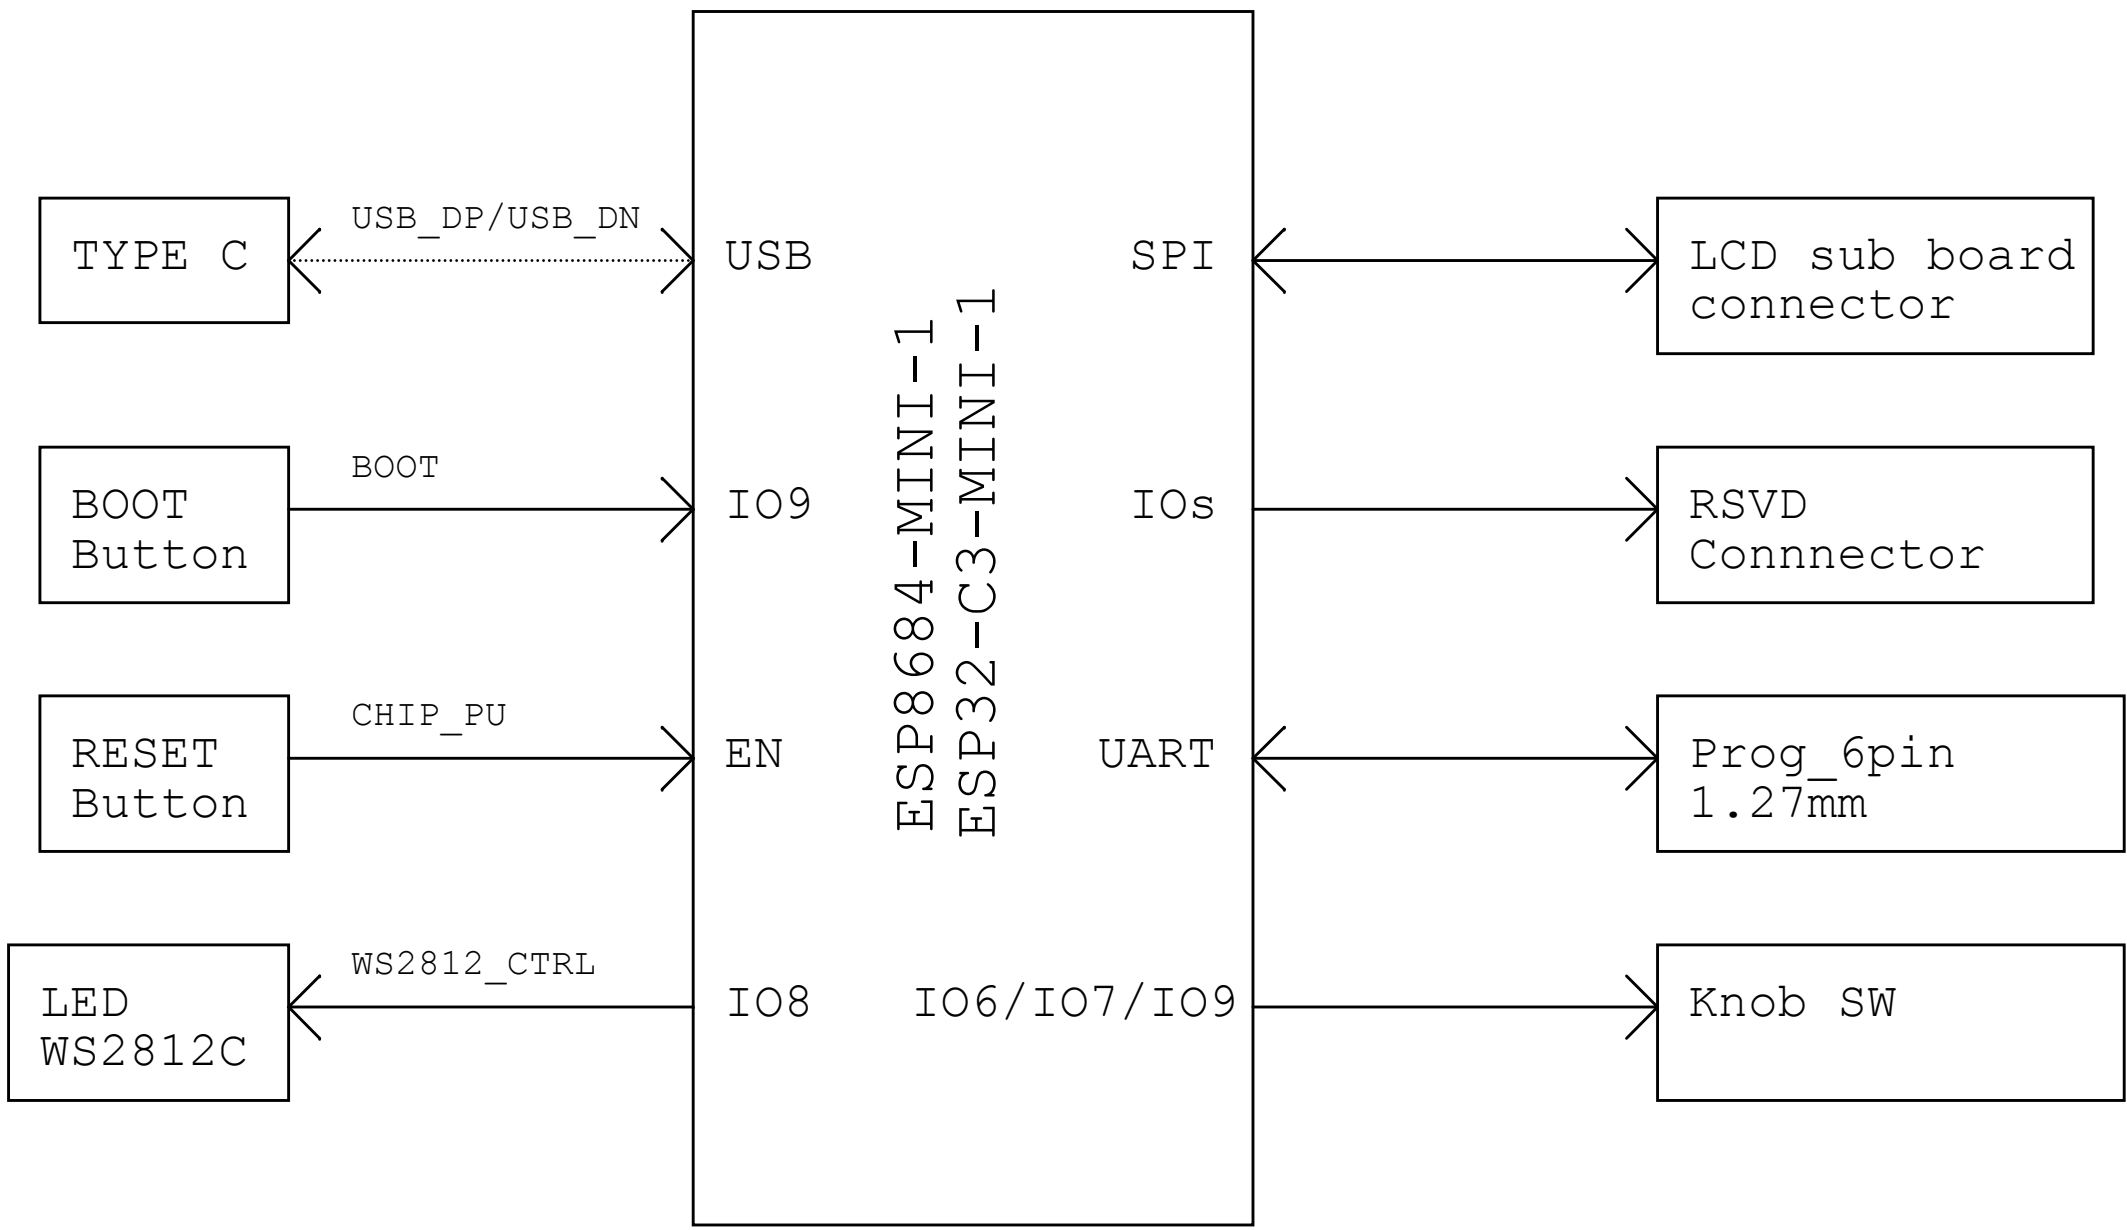 TYPE C
USB_DP/USB_DN
USB
BOOT
Button
BOOT
IO9
RESET
Button
CHIP_PU
EN
LED
WS2812C
WS2812_CTRL
IO8
ESP8684-MINI-1
ESP32-C3-MINI-1
SPI
LCD sub board
connector
IOs
RSVD
Connnector
UART
Prog_6pin
1.27mm
IO6/IO7/IO9
Knob SW